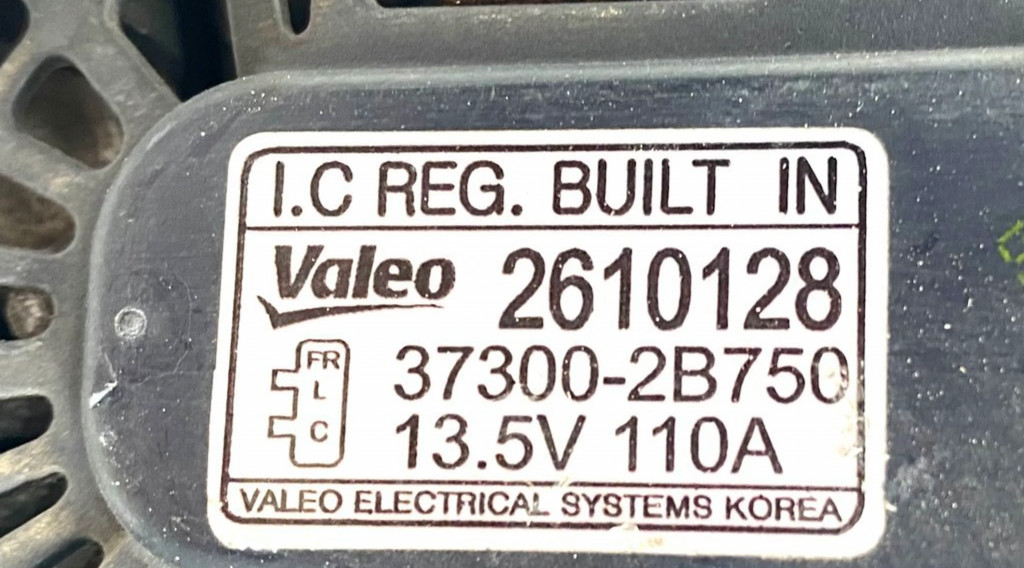 I.C REG. BUILT IN
Valeo 2610128
FR
L
C
37300-2B750
13.5V 110A
VALEO ELECTRICAL SYSTEMS KOREA